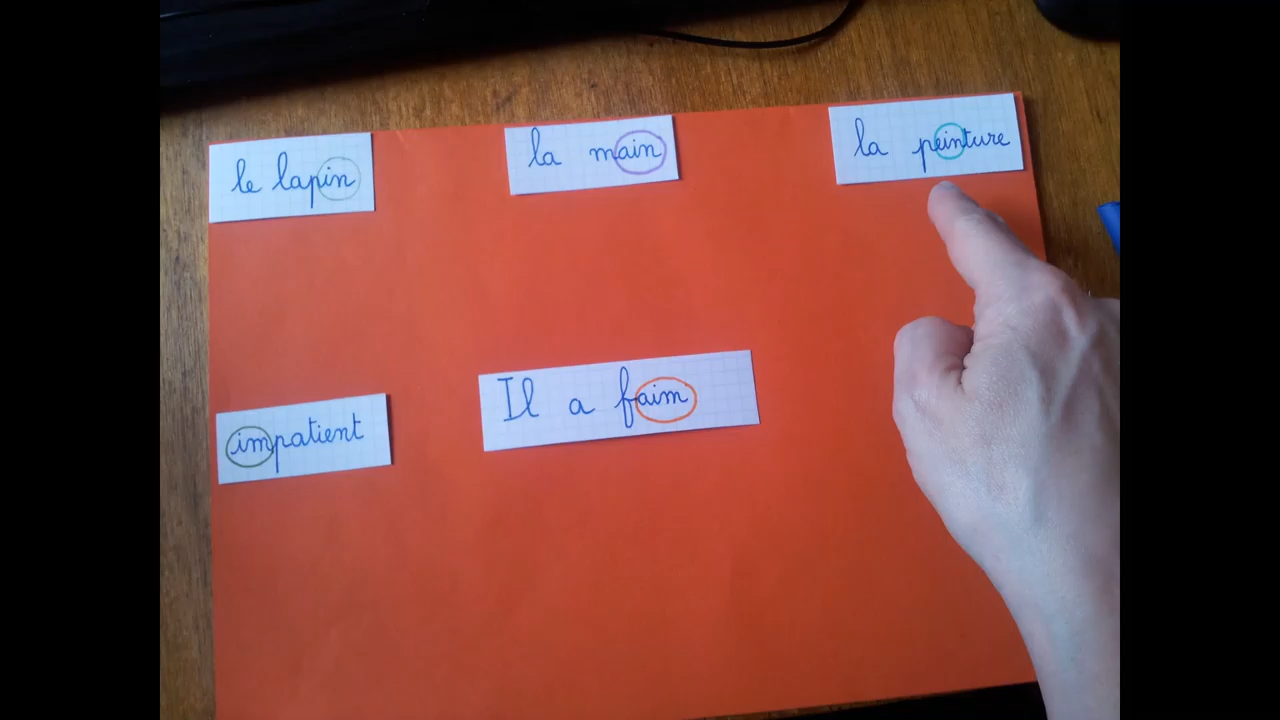 le lapin
la main
la peinture
impatient
Il a faim